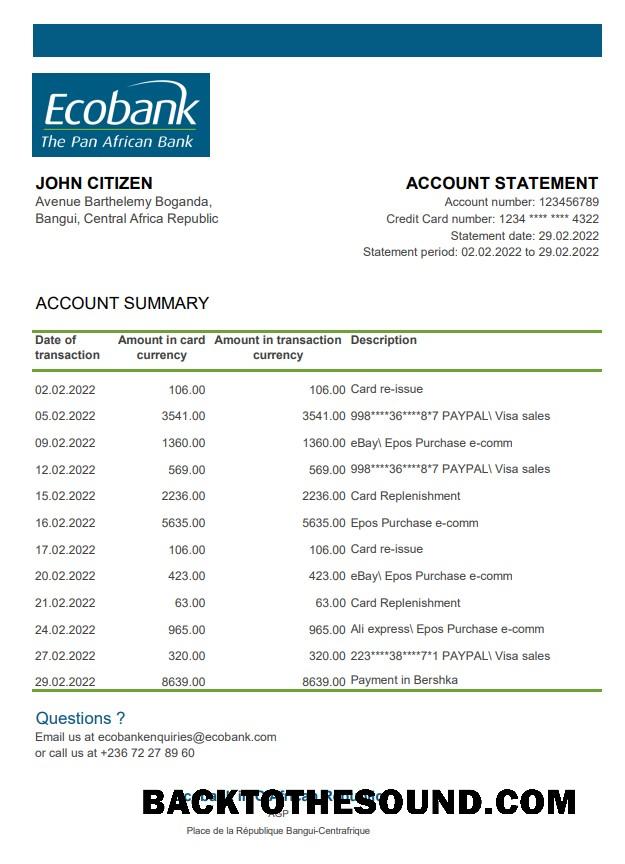 Ecobank
The Pan African Bank
JOHN CITIZEN
Avenue Barthelemy Boganda,
Bangui, Central Africa Republic
ACCOUNT STATEMENT
Account number: 123456789
Credit Card number: 1234 **** **** 4322
Statement date: 29.02.2022
Statement period: 02.02.2022 to 29.02.2022
ACCOUNT SUMMARY
Date of transaction Amount in card currency Amount in transaction currency Description
02.02.2022 106.00 106.00 Card re-issue
05.02.2022 3541.00 3541.00 998****36****8*7 PAYPAL\ Visa sales
09.02.2022 1360.00 1360.00 eBay\ Epos Purchase e-comm
12.02.2022 569.00 569.00 998****36****8*7 PAYPAL\ Visa sales
15.02.2022 2236.00 2236.00 Card Replenishment
16.02.2022 5635.00 5635.00 Epos Purchase e-comm
17.02.2022 106.00 106.00 Card re-issue
20.02.2022 423.00 423.00 eBay\ Epos Purchase e-comm
21.02.2022 63.00 63.00 Card Replenishment
24.02.2022 965.00 965.00 Ali express\ Epos Purchase e-comm
27.02.2022 320.00 320.00 223****38****7*1 PAYPAL\ Visa sales
29.02.2022 8639.00 8639.00 Payment in Bershka
Questions ?
Email us at ecobankenquiries@ecobank.com
or call us at +236 72 27 89 60
BACKTOTHESOUND.COM
AGP
Place de la République Bangui-Centrafrique